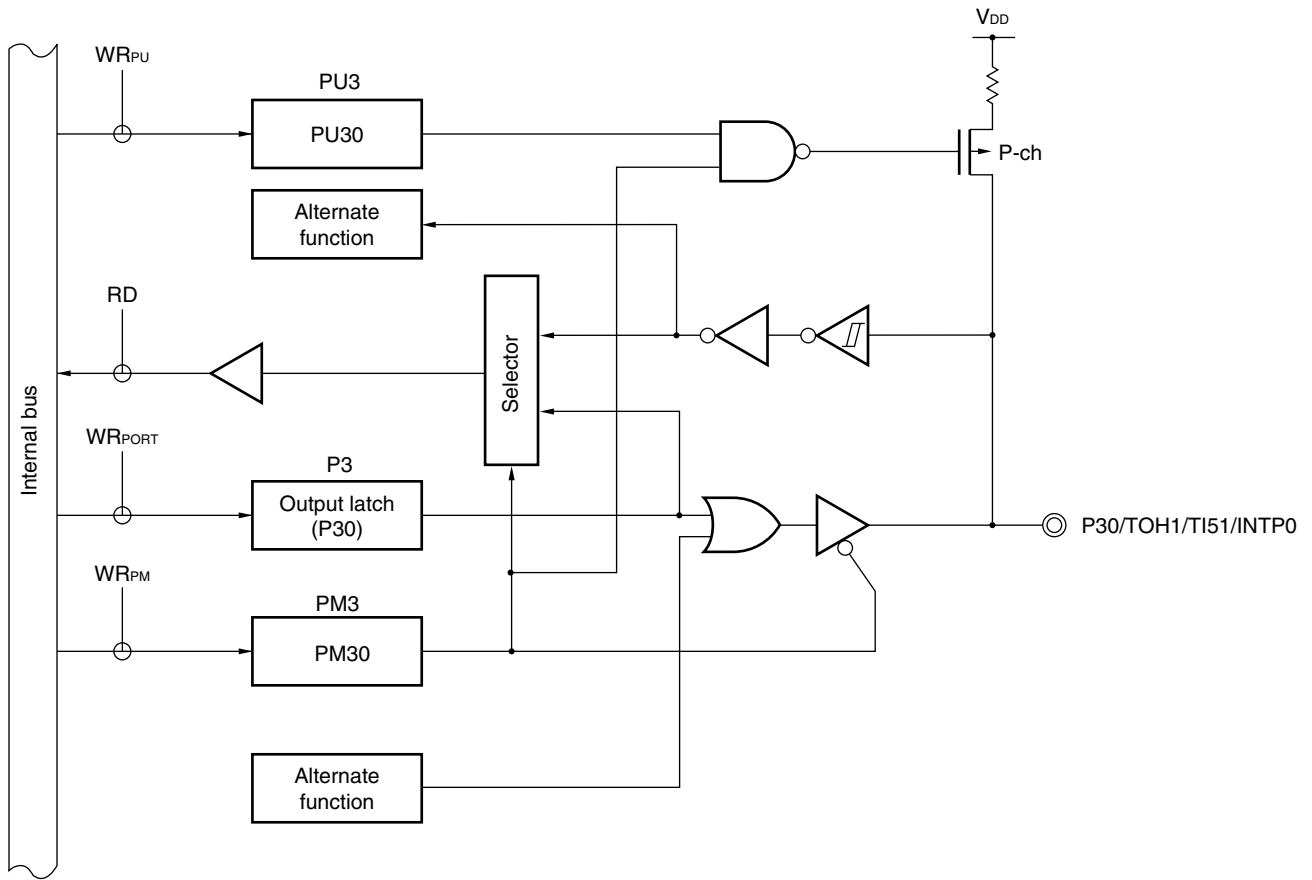 VDD
WRPU
PU3
PU30
P-ch
Alternate
function
RD
Selector
Internal bus
WRPORT
P3
Output latch
(P30)
P30/TOH1/TI51/INTP0
WRPM
PM3
PM30
Alternate
function